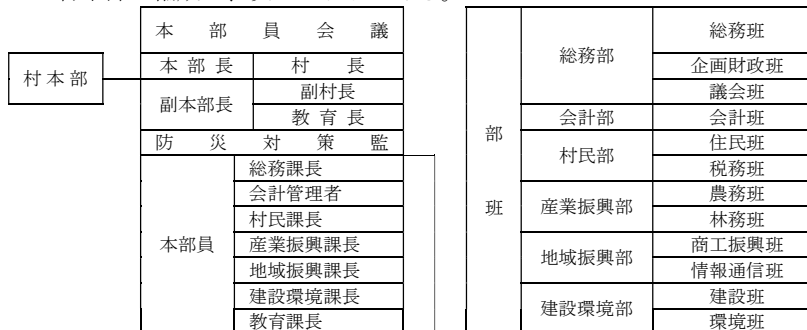 村本部
本部員会議
本部長 村長
副本部長 副村長
教育長
防災対策監
本部員 総務課長
会計管理者
村民課長
産業振興課長
地域振興課長
建設環境課長
教育課長
部班
総務部 総務班
企画財政班
議会班
会計部 会計班
村民部 住民班
税務班
産業振興部 農務班
林務班
地域振興部 商工振興班
情報通信班
建設環境部 建設班
環境班